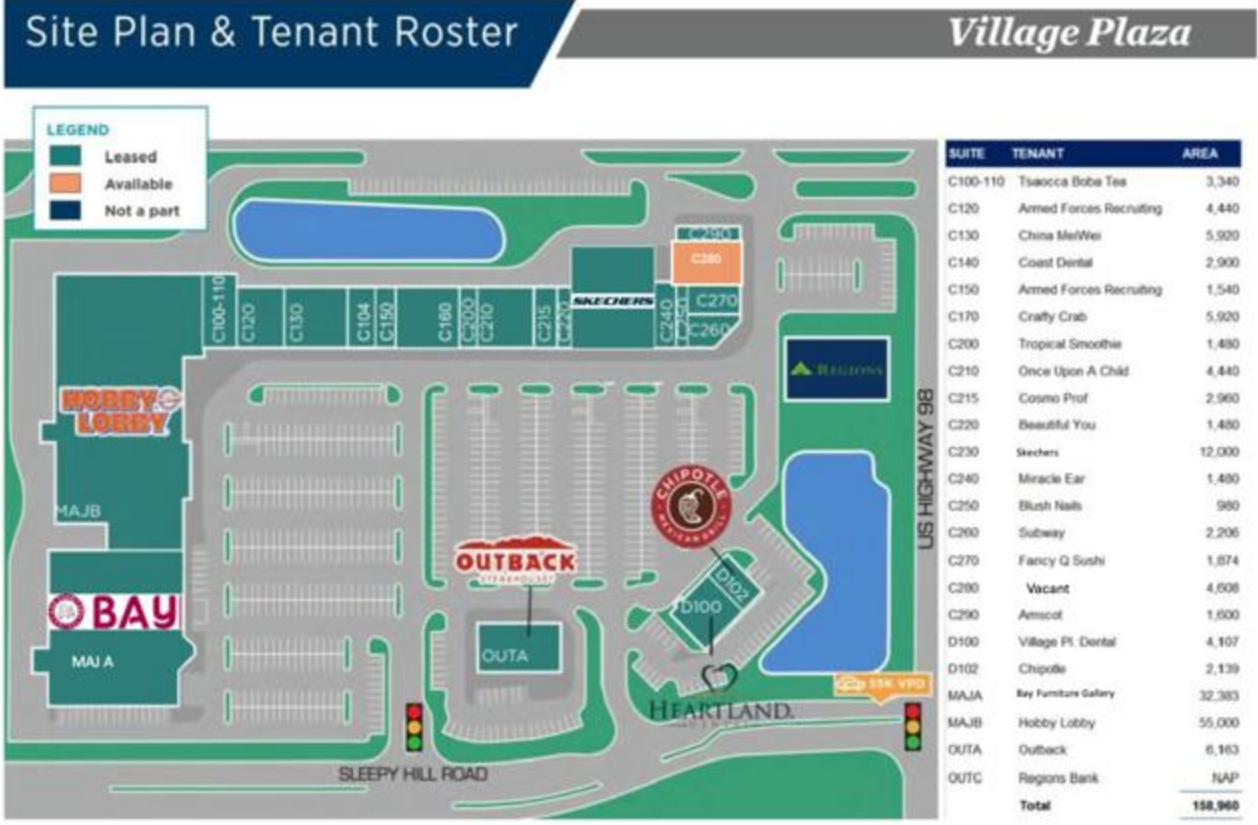 Site Plan & Tenant Roster
Village Plaza
LEGEND
Leased
Available
Not a part
C290
C280
C270
C260
C250
C240
SKECHERS
C100-110
C120
C130
C104
C150
C160
C200
C210
C215
C220
REGIONS
HOBBY
LOBBY
MAJB
BAY
MAJ A
CHIPOTLE
MEXICAN GRILL
OUTBACK
STEAKHOUSE
OUTA
D102
D100
HEARTLAND.
55K VPD
US HIGHWAY 98
SLEEPY HILL ROAD
SUITE TENANT AREA
C100-110 Tsaocca Boba Tea 3,340
C120 Armed Forces Recruiting 4,440
C130 China MeiWei 5,920
C140 Coast Dental 2,900
C150 Armed Forces Recruiting 1,540
C170 Crafty Crab 5,920
C200 Tropical Smoothie 1,480
C210 Once Upon A Child 4,440
C215 Cosmo Prof 2,960
C220 Beautiful You 1,480
C230 Skechers 12,000
C240 Miracle Ear 1,480
C250 Blush Nails 980
C260 Subway 2,206
C270 Fancy Q Sushi 1,874
C280 Vacant 4,608
C290 Amscot 1,600
D100 Village Pl. Dental 4,107
D102 Chipotle 2,139
MAJA Bay Furniture Gallery 32,383
MAJB Hobby Lobby 55,000
OUTA Outback 6,163
OUTC Regions Bank NAP
Total 158,960